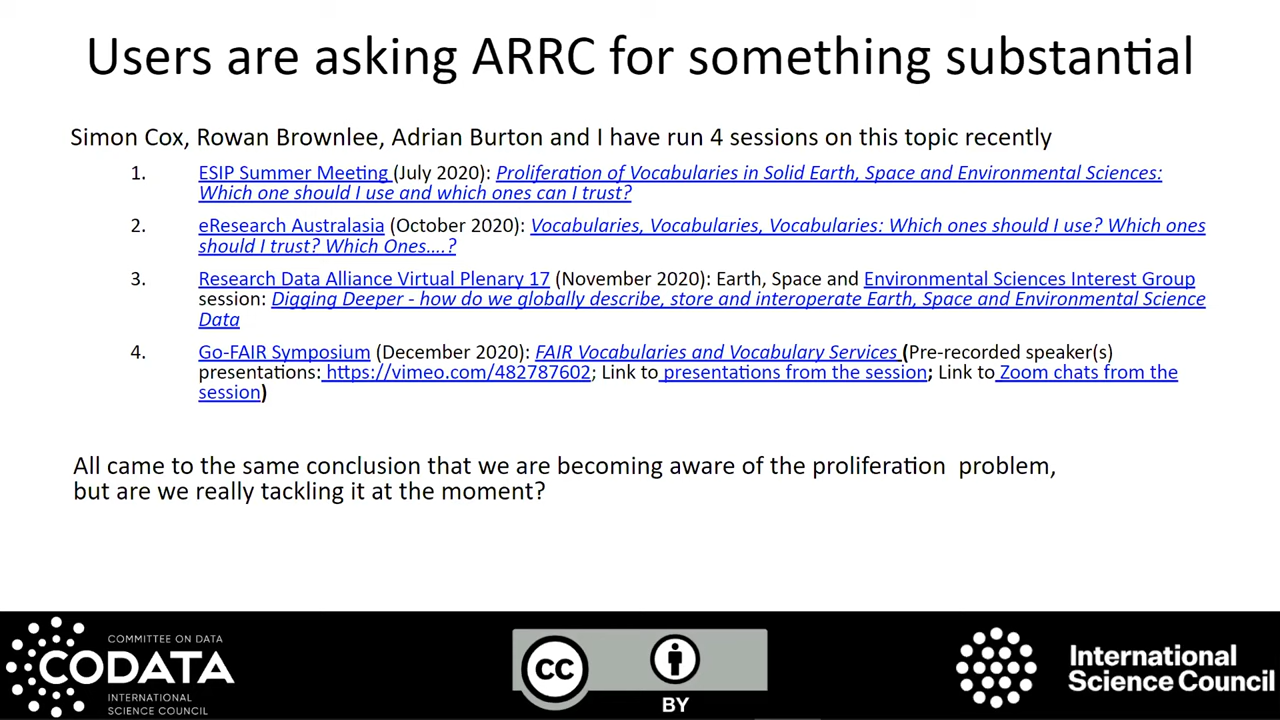 Users are asking ARRC for something substantial
Simon Cox, Rowan Brownlee, Adrian Burton and I have run 4 sessions on this topic recently
1. ESIP Summer Meeting (July 2020): Proliferation of Vocabularies in Solid Earth, Space and Environmental Sciences:
Which one should I use and which ones can I trust?
2. eResearch Australasia (October 2020): Vocabularies, Vocabularies, Vocabularies: Which ones should I use? Which ones
should I trust? Which Ones....?
3. Research Data Alliance Virtual Plenary 17 (November 2020): Earth, Space and Environmental Sciences Interest Group
session: Digging Deeper - how do we globally describe, store and interoperate Earth, Space and Environmental Science
Data
4. Go-FAIR Symposium (December 2020): FAIR Vocabularies and Vocabulary Services (Pre-recorded speaker(s)
presentations: https://vimeo.com/482787602; Link to presentations from the session; Link to Zoom chats from the
session)
All came to the same conclusion that we are becoming aware of the proliferation  problem,
but are we really tackling it at the moment?
COMMITTEE ON DATA
CODATA
INTERNATIONAL
SCIENCE COUNCIL
cc
BY
International
Science Council